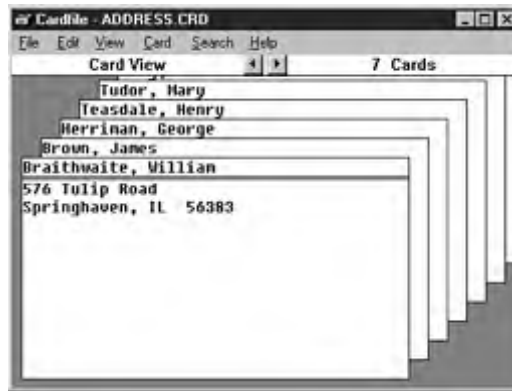 Cardfile - ADDRESS.CRD
File Edit View Card Search Help
Card View 7 Cards
Tudor, Mary
Teasdale, Henry
Herriman, George
Brown, James
Braithwaite, William
576 Tulip Road
Springhaven, IL 56383